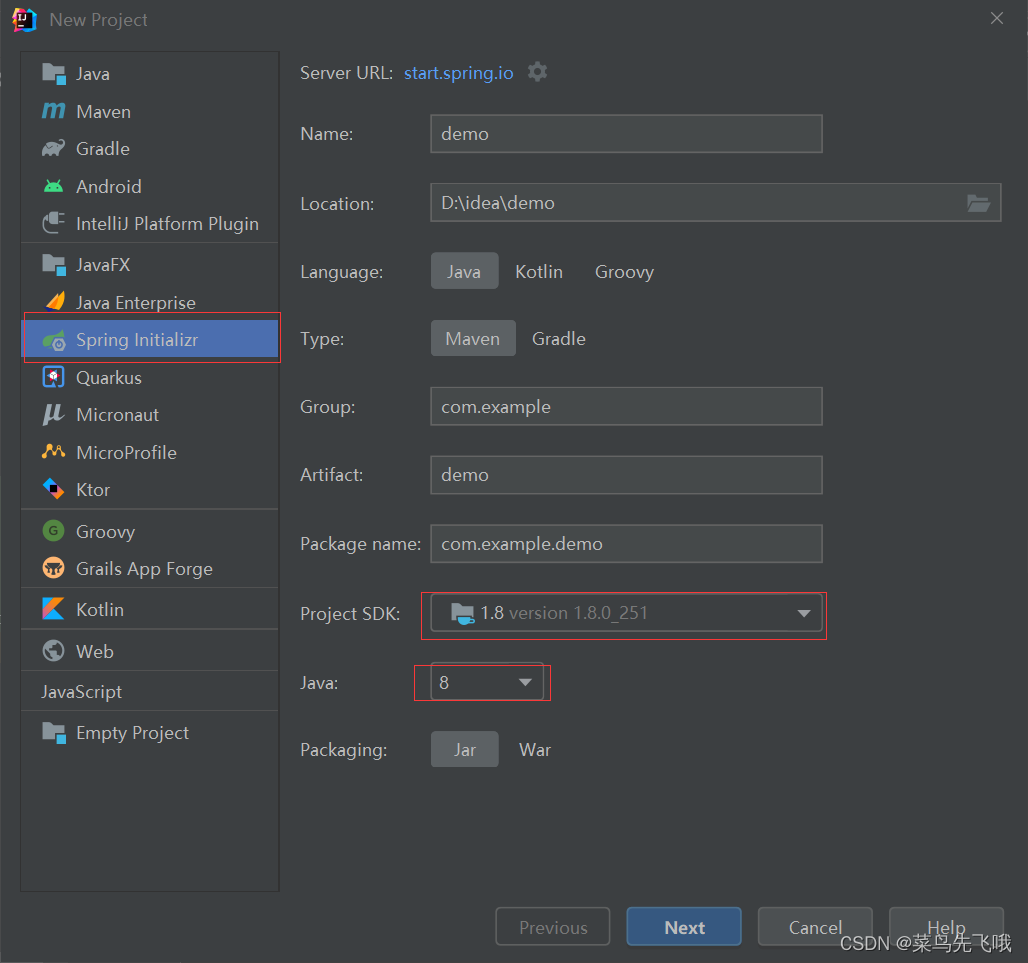 New Project
Java
Maven
Gradle
Android
IntelliJ Platform Plugin
JavaFX
Java Enterprise
Spring Initializr
Quarkus
Micronaut
MicroProfile
Ktor
Groovy
Grails App Forge
Kotlin
Web
JavaScript
Empty Project
Server URL: start.spring.io
Name: demo
Location: D:\idea\demo
Language: Java Kotlin Groovy
Type: Maven Gradle
Group: com.example
Artifact: demo
Package name: com.example.demo
Project SDK: 1.8 version 1.8.0_251
Java: 8
Packaging: Jar War
Previous Next Cancel Help
CSDN @菜鸟先飞哦